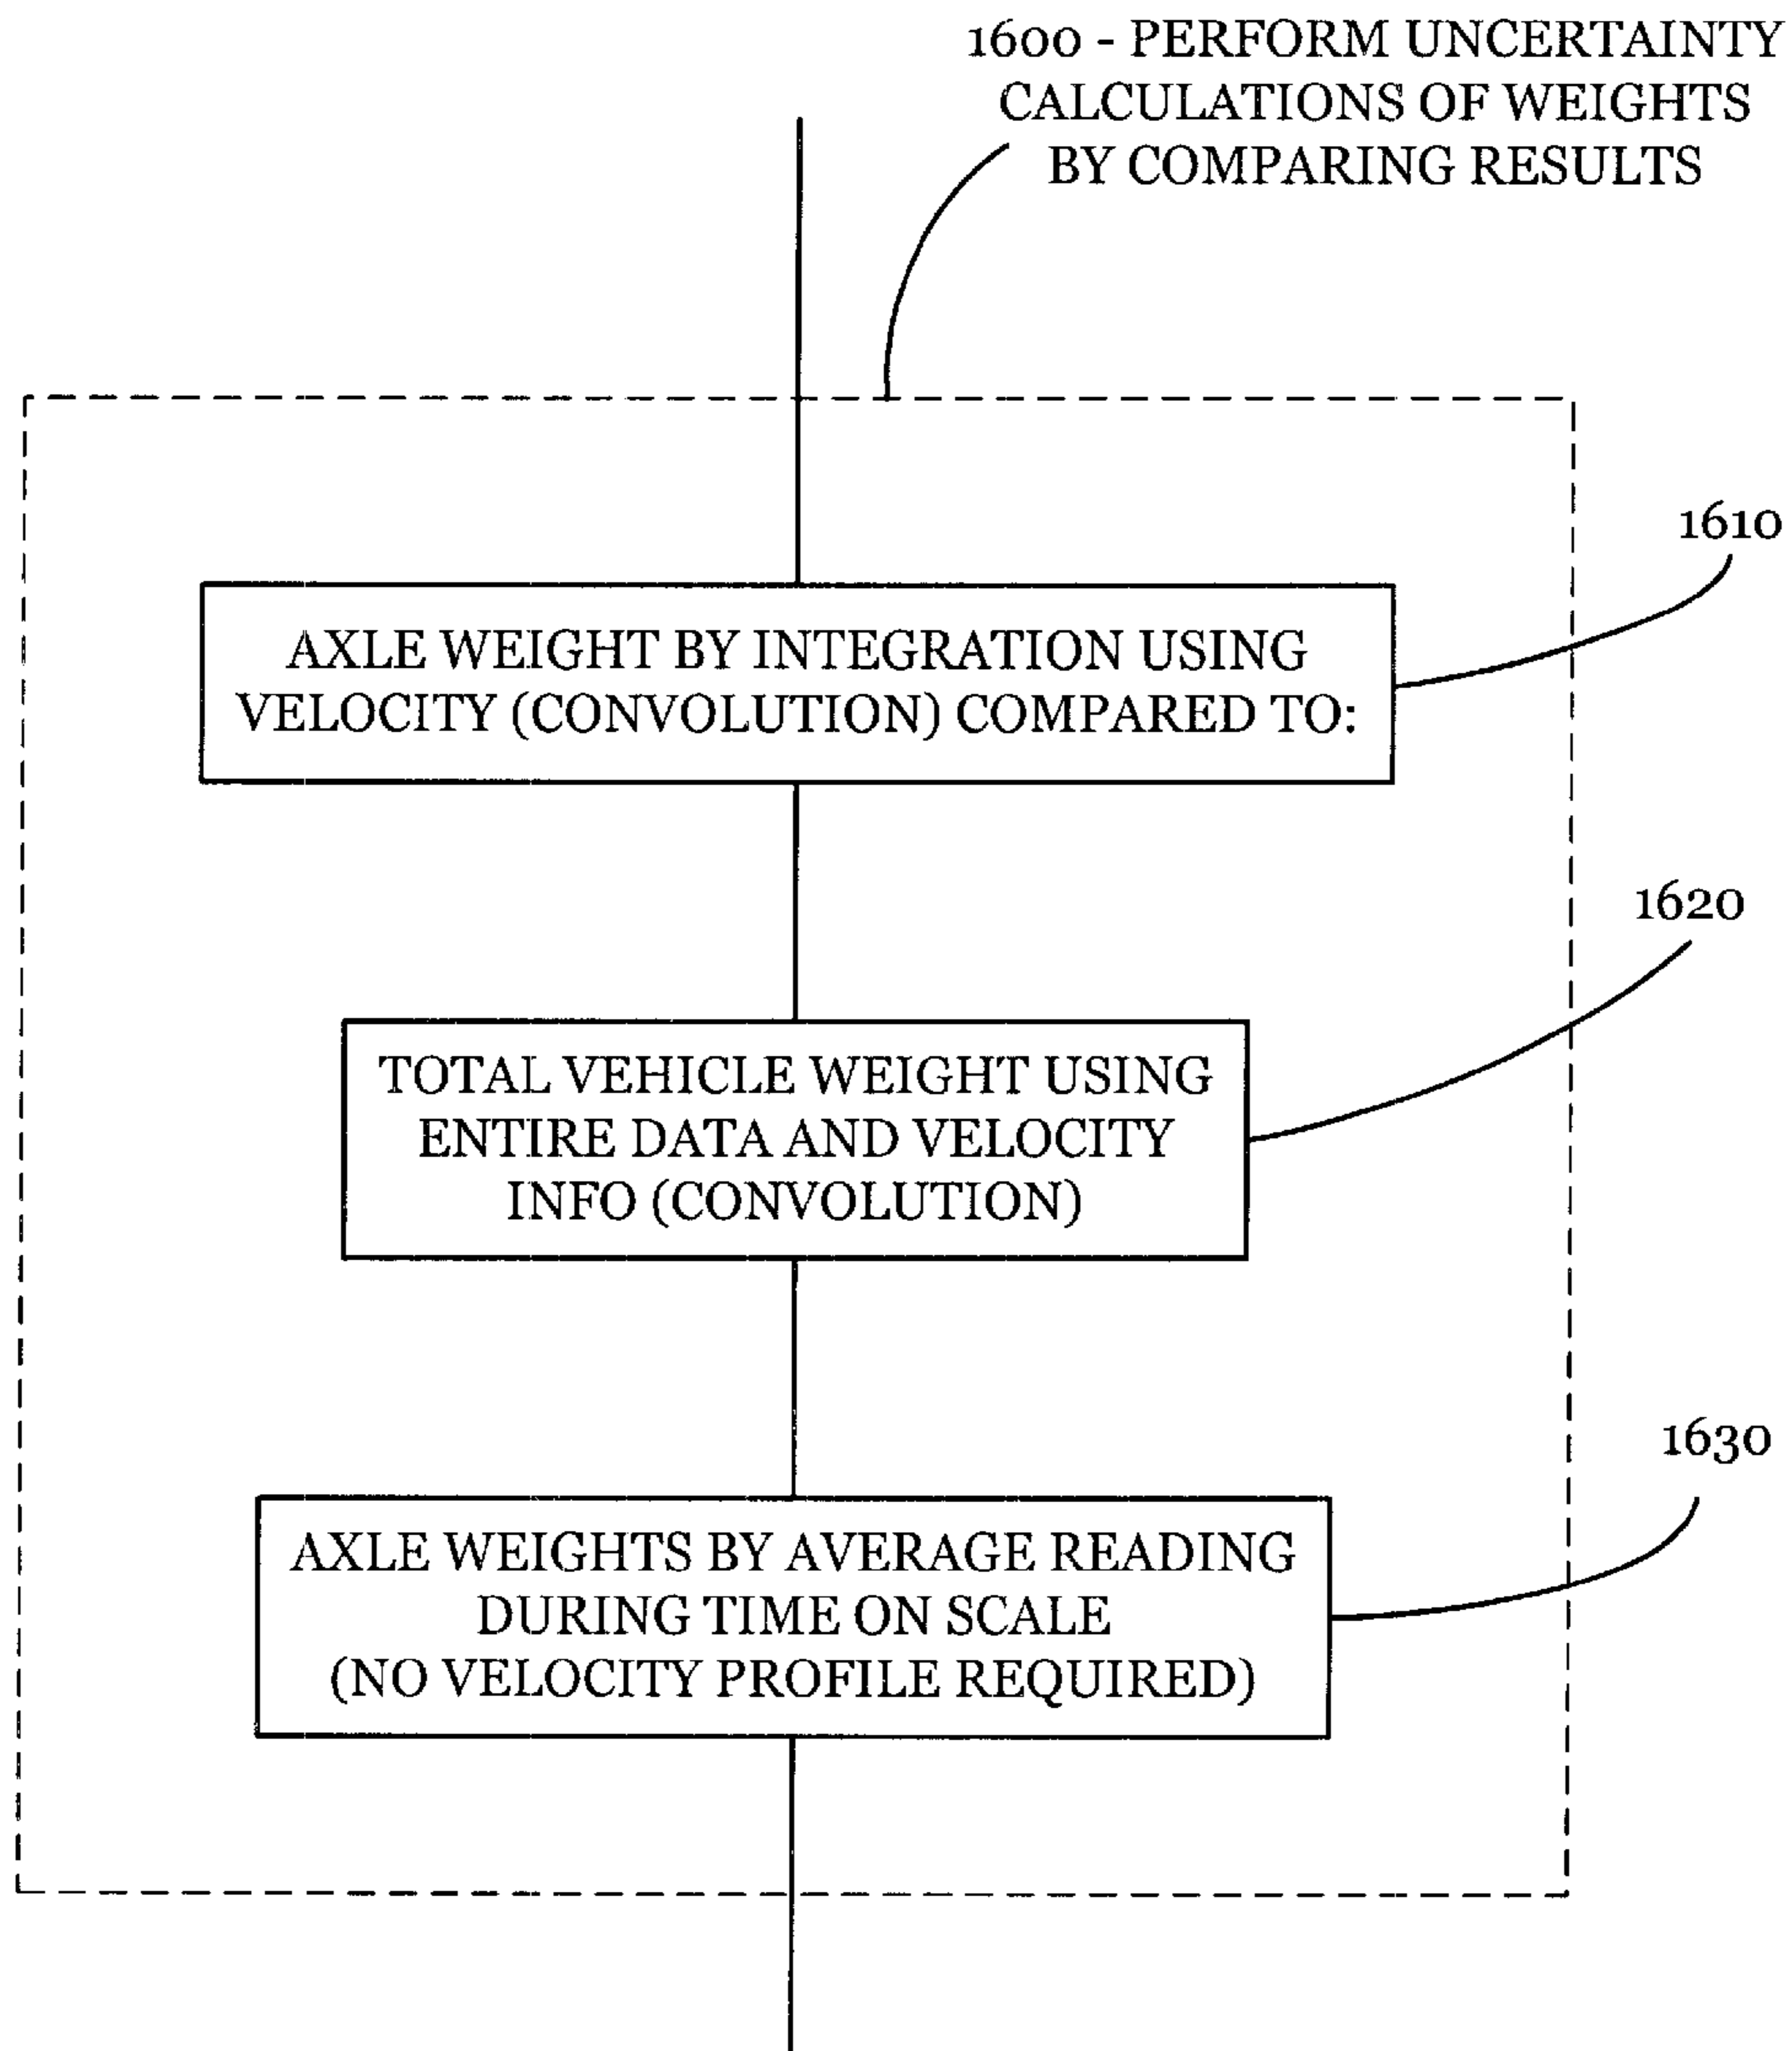 1600 - PERFORM UNCERTAINTY
CALCULATIONS OF WEIGHTS
BY COMPARING RESULTS
1610
AXLE WEIGHT BY INTEGRATION USING
VELOCITY (CONVOLUTION) COMPARED TO:
1620
TOTAL VEHICLE WEIGHT USING
ENTIRE DATA AND VELOCITY
INFO (CONVOLUTION)
1630
AXLE WEIGHTS BY AVERAGE READING
DURING TIME ON SCALE
(NO VELOCITY PROFILE REQUIRED)